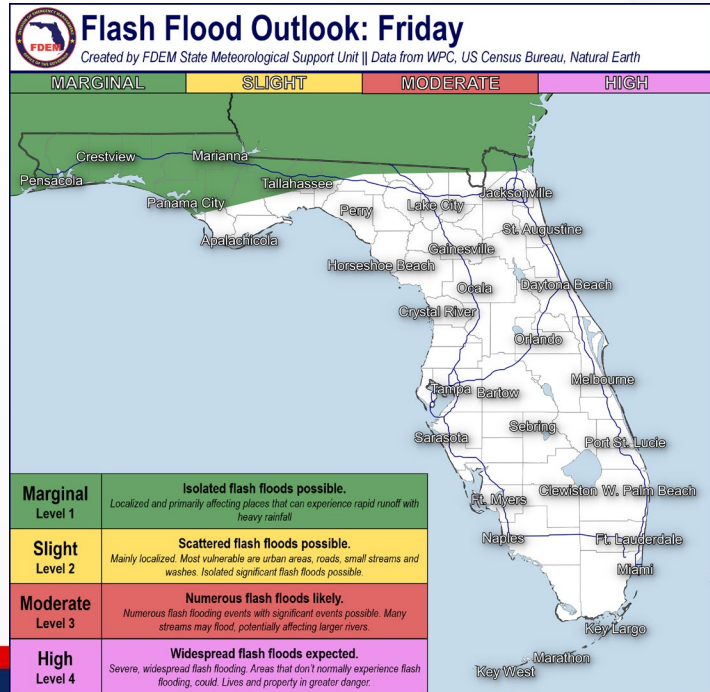 Flash Flood Outlook: Friday
Created by FDEM State Meteorological Support Unit || Data from WPC, US Census Bureau, Natural Earth
FDEM
MARGINAL SLIGHT MODERATE HIGH
Crestview
Marianna
Pensacola
Tallahassee
Panama City
Jacksonville
Perry
Lake City
Apalachicola
St. Augustine
Gainesville
Horseshoe Beach
Ocala
Daytona Beach
Crystal River
Orlando
Tampa
Bartow
Melbourne
Sebring
Sarasota
Port St. Lucie
Ft. Myers
Clewiston
W. Palm Beach
Naples
Ft. Lauderdale
Miami
Key Largo
Marathon
Key West
Marginal
Level 1
Isolated flash floods possible.
Localized and primarily affecting places that can experience rapid runoff with
heavy rainfall
Slight
Level 2
Scattered flash floods possible.
Mainly localized. Most vulnerable are urban areas, roads, small streams and
washes. Isolated significant flash floods possible.
Moderate
Level 3
Numerous flash floods likely.
Numerous flash flooding events with significant events possible. Many
streams may flood, potentially affecting larger rivers.
High
Level 4
Widespread flash floods expected.
Severe, widespread flash flooding. Areas that don't normally experience flash
flooding, could. Lives and property in greater danger.